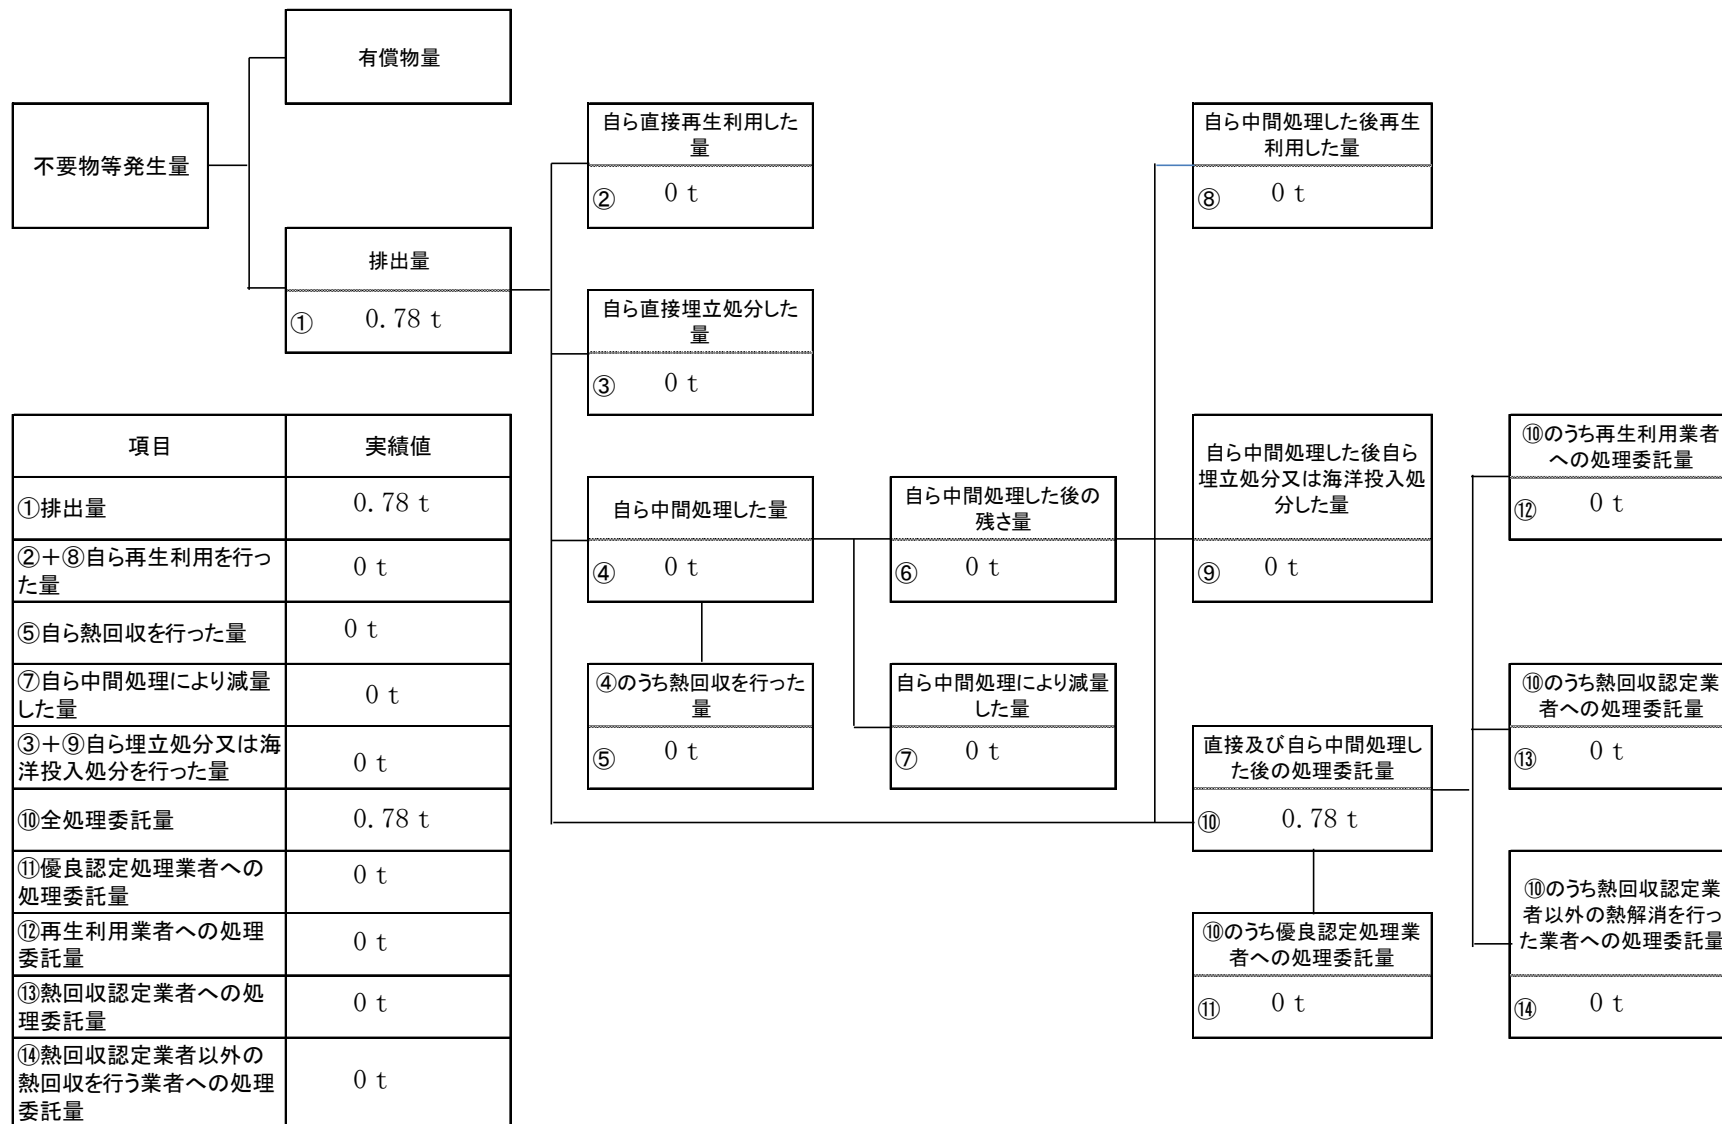 有償物量
不要物等発生量
排出量
① 0.78 t
自ら直接再生利用した
量
② 0 t
自ら中間処理した後再生
利用した量
⑧ 0 t
自ら直接埋立処分した
量
③ 0 t
自ら中間処理した量
④ 0 t
自ら中間処理した後の
残さ量
⑥ 0 t
自ら中間処理した後自ら
埋立処分又は海洋投入処
分した量
⑨ 0 t
⑩のうち再生利用業者
への処理委託量
⑫ 0 t
④のうち熱回収を行った
量
⑤ 0 t
自ら中間処理により減量
した量
⑦ 0 t
直接及び自ら中間処理し
た後の処理委託量
⑩ 0.78 t
⑩のうち熱回収認定業
者への処理委託量
⑬ 0 t
⑩のうち優良認定処理業
者への処理委託量
⑪ 0 t
⑩のうち熱回収認定業
者以外の熱解消を行っ
た業者への処理委託量
⑭ 0 t
項目 実績値
①排出量 0.78 t
②+⑧自ら再生利用を行っ
た量 0 t
⑤自ら熱回収を行った量 0 t
⑦自ら中間処理により減量
した量 0 t
③+⑨自ら埋立処分又は海
洋投入処分を行った量 0 t
⑩全処理委託量 0.78 t
⑪優良認定処理業者への
処理委託量 0 t
⑫再生利用業者への処理
委託量 0 t
⑬熱回収認定業者への処
理委託量 0 t
⑭熱回収認定業者以外の
熱回収を行う業者への処理
委託量 0 t